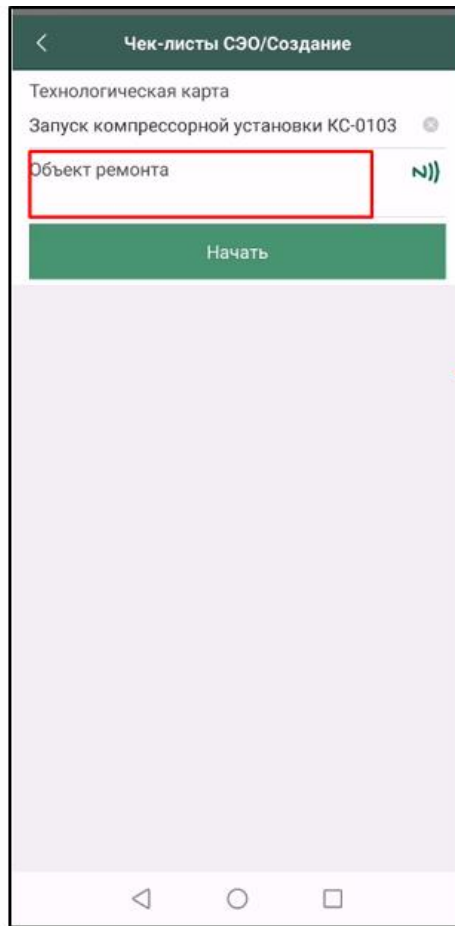 Чек-листы СЭО/Создание
Технологическая карта
Запуск компрессорной установки КС-0103
Объект ремонта
Начать